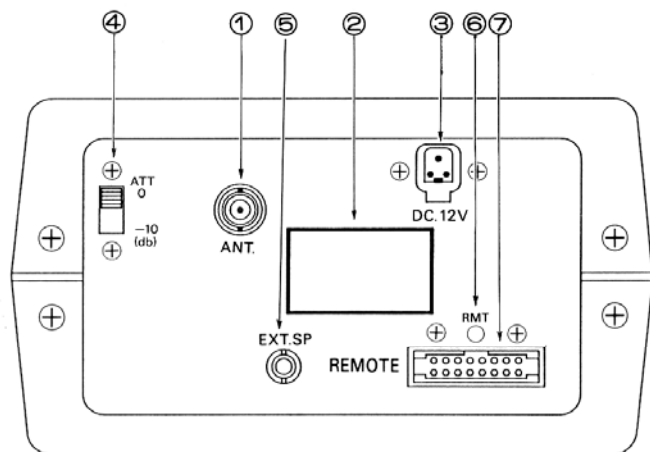 ④ ① ⑤ ② ③ ⑥ ⑦
ATT
0
−10
(db)
ANT.
DC.12V
EXT.SP
RMT
REMOTE